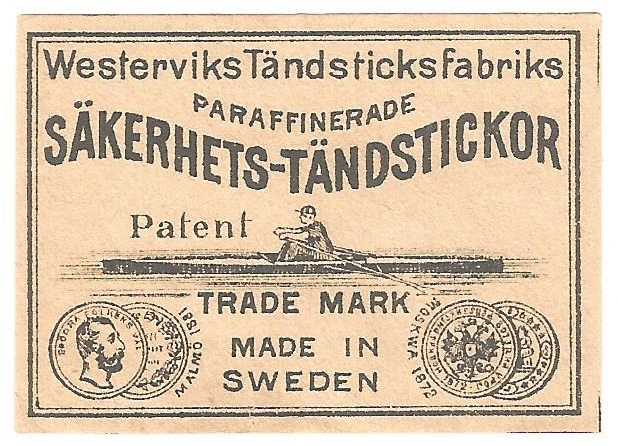 Westerviks Tändsticksfabriks
PARAFFINERADE
SÄKERHETS-TÄNDSTICKOR
Patent
TRADE MARK
MALMÖ 1881
MOSKWA 1872
MADE IN
SWEDEN